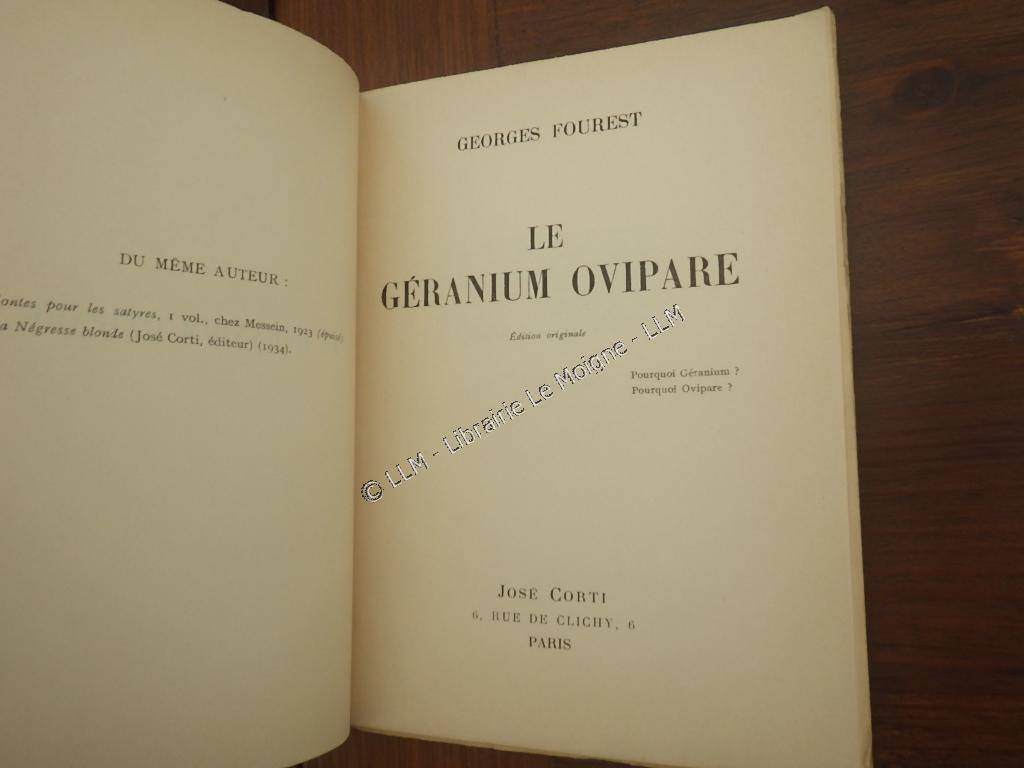 DU MÊME AUTEUR :
Contes pour les satyres, 1 vol., chez Messein, 1923 (épuisé).
La Négresse blonde (José Corti, éditeur) (1934).
GEORGES FOUREST
LE
GÉRANIUM OVIPARE
Édition originale
Pourquoi Géranium ?
Pourquoi Ovipare ?
JOSÉ CORTI
6, RUE DE CLICHY, 6
PARIS
© LLM - Librairie Le Moigne - LLM